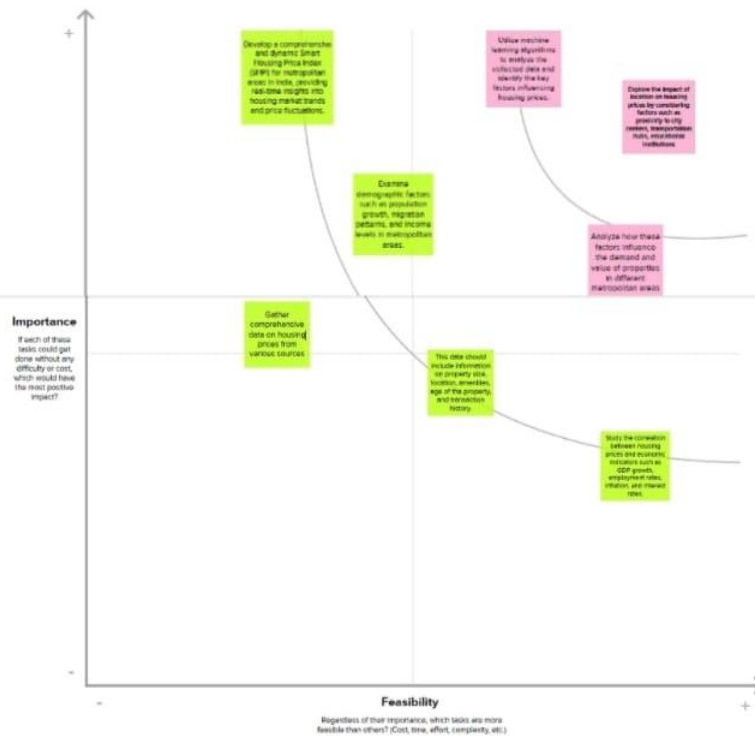 +
Develop a comprehensive
and dynamic Smart
Housing Price Index
(SHPI) for metropolitan
areas in India, providing
real-time insights into
housing market trends
and price fluctuations.
Utilize machine
learning algorithms
to analyze the
collected data and
identify the key
factors influencing
housing prices.
Explore the impact of
location on housing
prices by considering
factors such as
proximity to city
centers, transportation
hubs, educational
institutions
Examine
demographic factors
such as population
growth, migration
patterns, and income
levels in metropolitan
areas.
Analyze how these
factors influence
the demand and
value of properties
in different
metropolitan areas
Importance
If each of these
tasks could get
done without any
difficulty or cost,
which would have
the most positive
impact?
Gather
comprehensive
data on housing
prices from
various sources
This data should
include information
on property size,
location, amenities,
age of the property,
and transaction
history.
Study the correlation
between housing
prices and economic
indicators such as
GDP growth,
employment rates,
inflation, and interest
rates.
-
-
Feasibility
+
Regardless of their importance, which tasks are more
feasible than others? (Cost, time, effort, complexity, etc.)